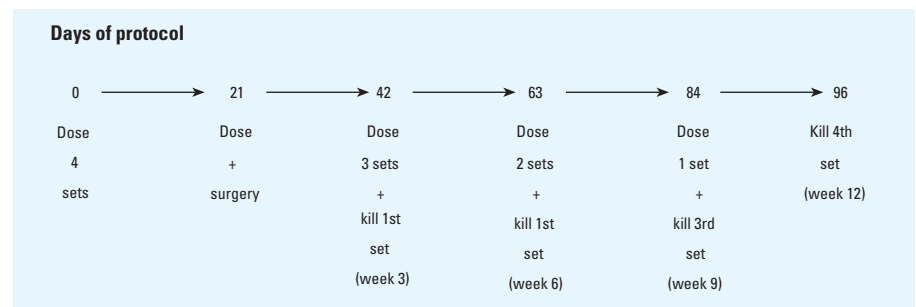 Days of protocol
0 21 42 63 84 96
Dose Dose Dose Dose Dose Kill 4th
4 + 3 sets 2 sets 1 set set
sets surgery + + + (week 12)
kill 1st kill 1st kill 3rd
set set set
(week 3) (week 6) (week 9)